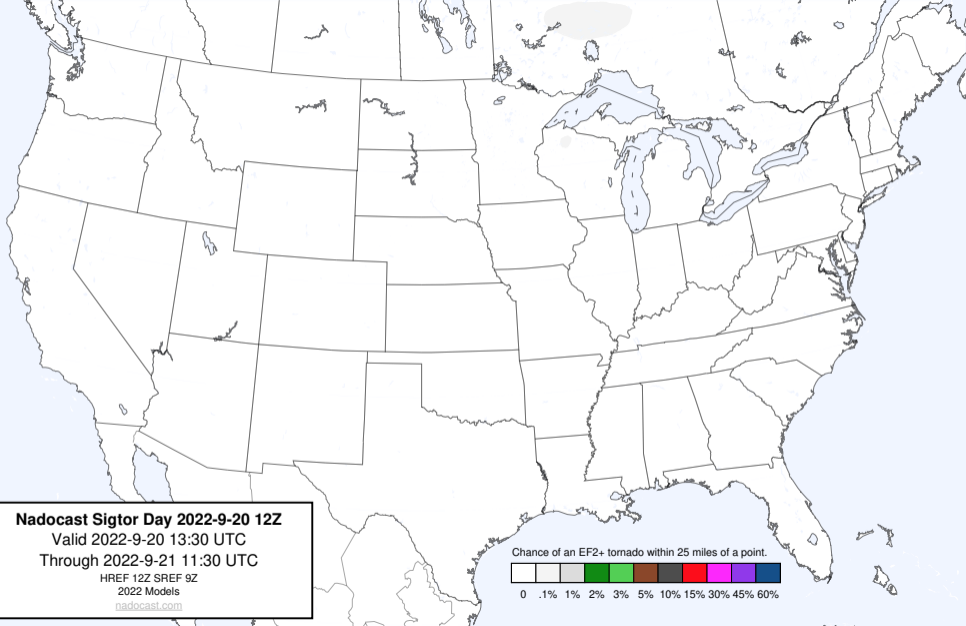 Nadocast Sigtor Day 2022-9-20 12Z
Valid 2022-9-20 13:30 UTC
Through 2022-9-21 11:30 UTC
HREF 12Z SREF 9Z
2022 Models
nadocast.com
Chance of an EF2+ tornado within 25 miles of a point.
0 .1% 1% 2% 3% 5% 10% 15% 30% 45% 60%